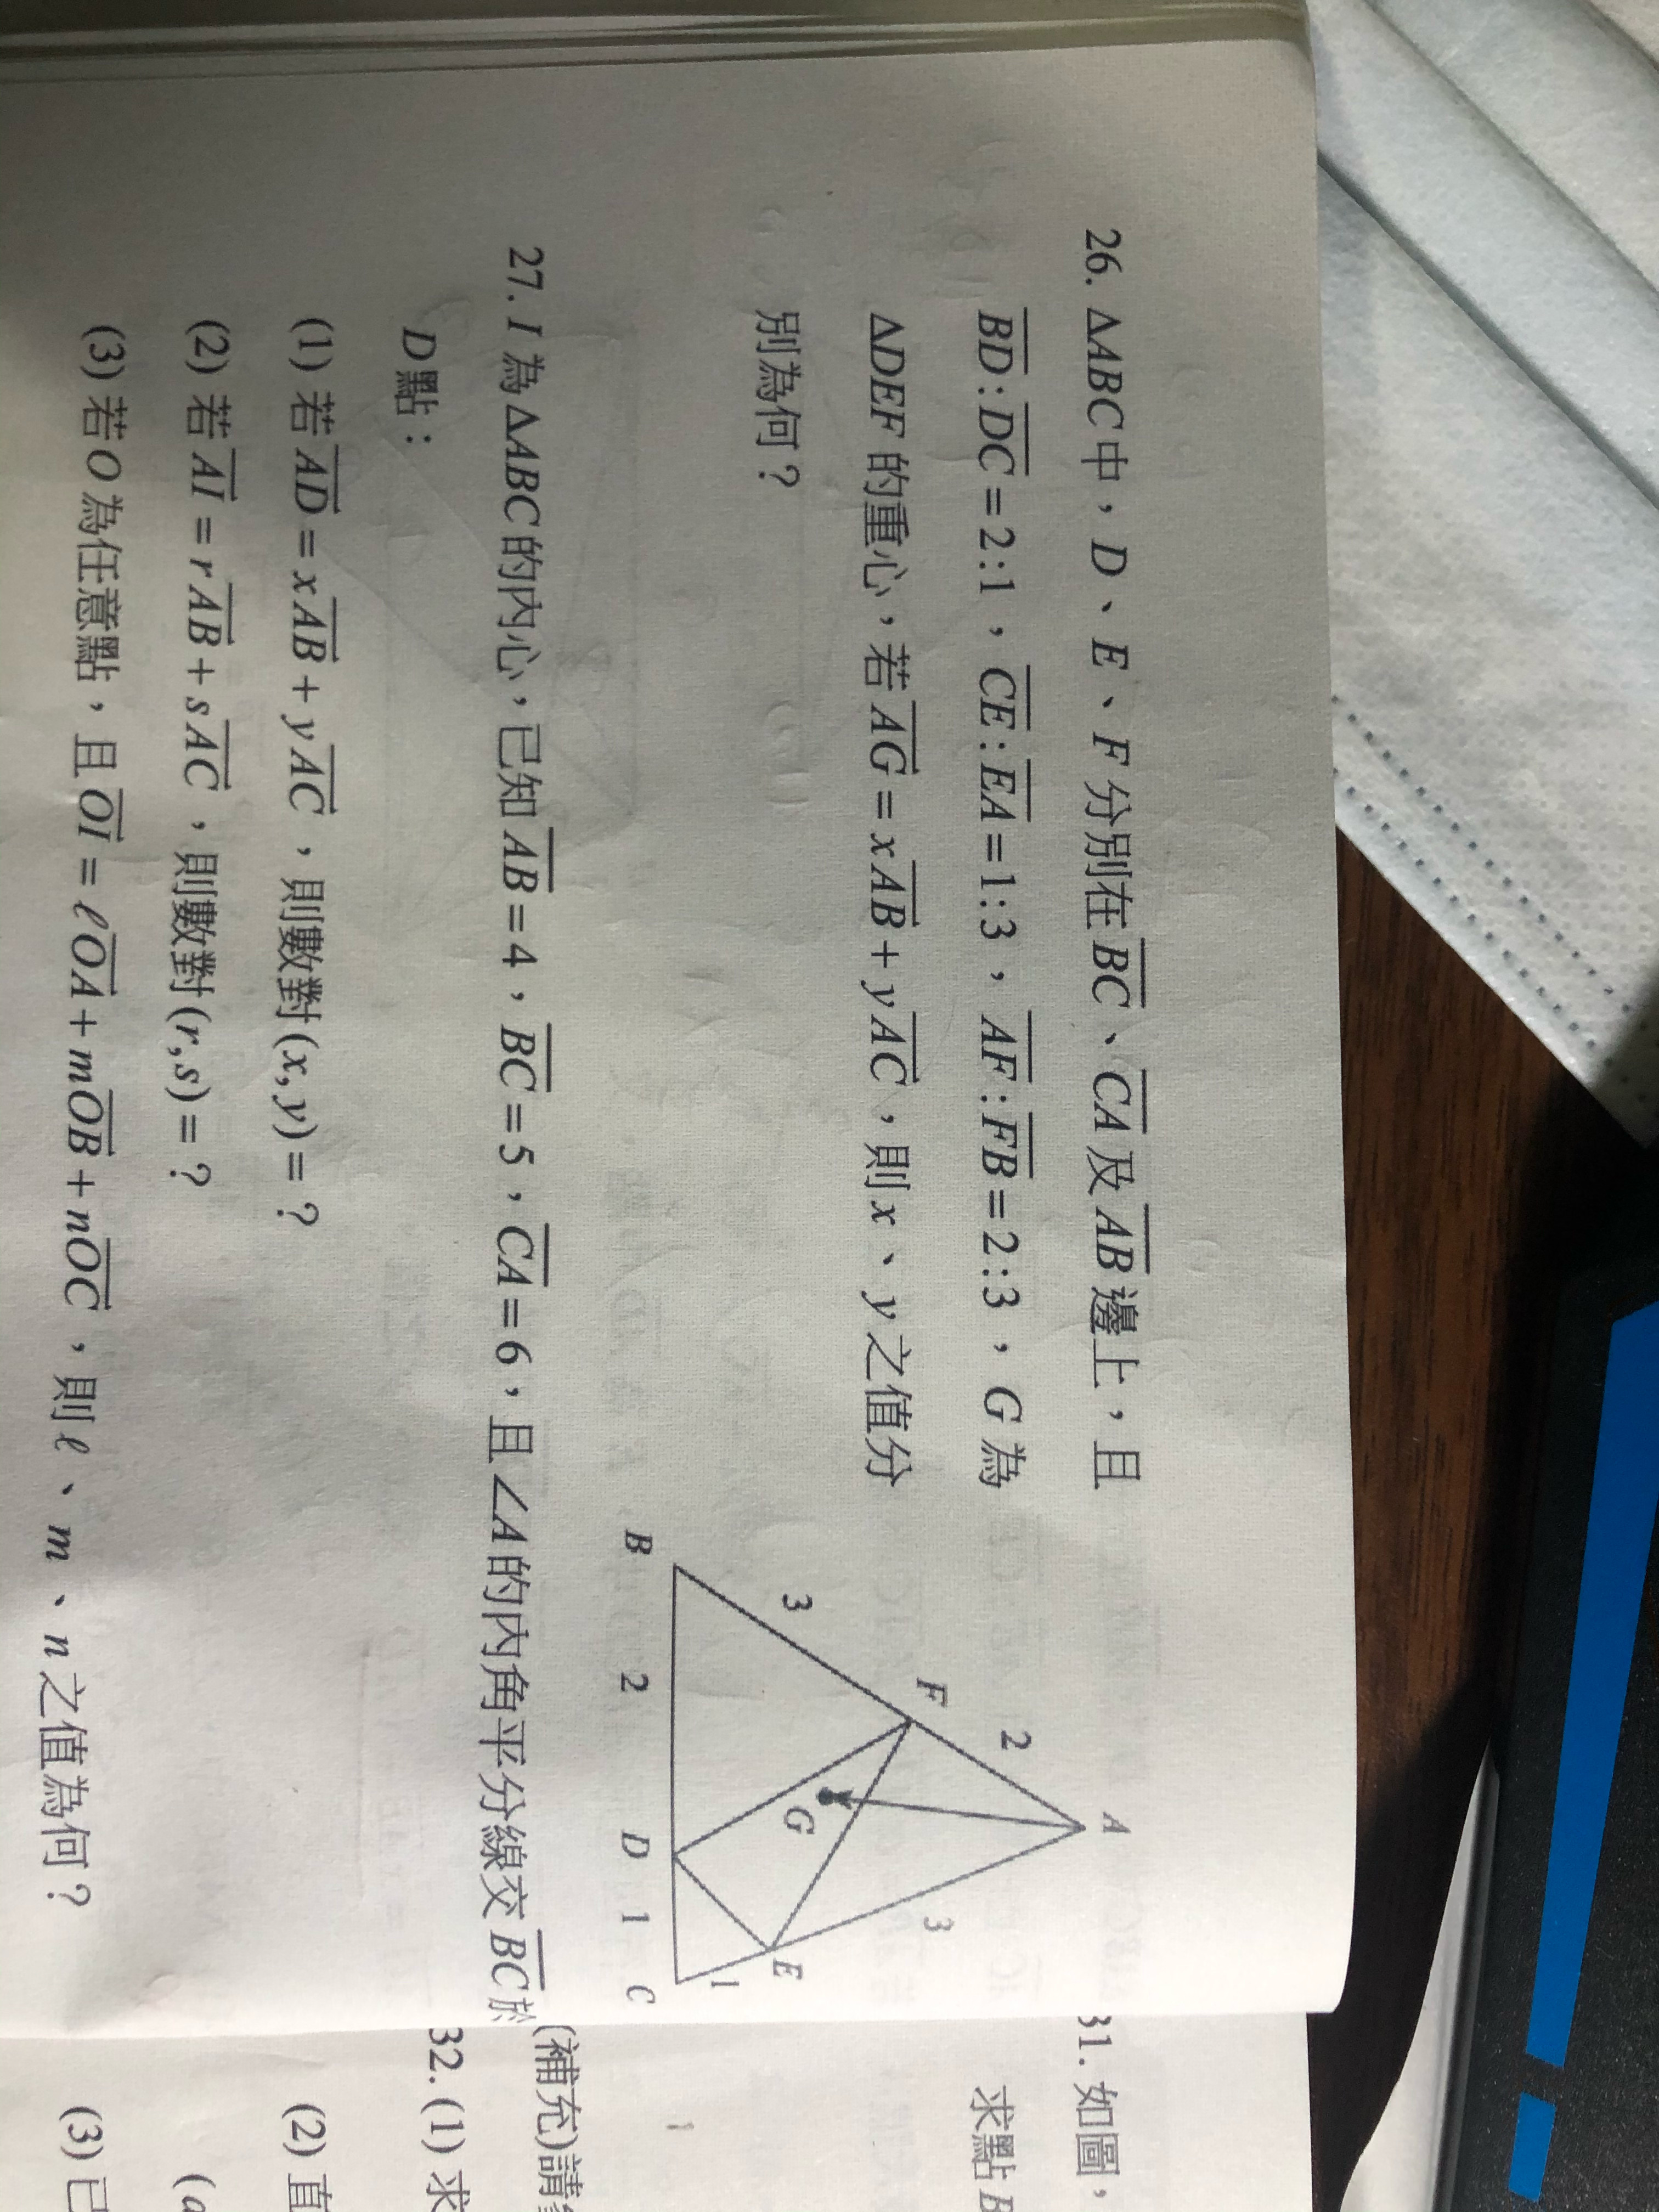 26. ΔABC中，D、E、F分別在BC、CA及AB邊上，且
BD:DC=2:1，CE:EA=1:3，AF:FB=2:3，G為
ΔDEF的重心，若AG=xAB+yAC，則x、y之值分
別為何？
A
2
3
F
3
G
E
1
B
2
D
1
C
27. I為ΔABC的內心，已知AB=4，BC=5，CA=6，且∠A的內角平分線交BC於
D點：
(1) 若AD=xAB+yAC，則數對(x,y)=？
(2) 若AI=rAB+sAC，則數對(r,s)=？
(3) 若O為任意點，且OI=ℓOA+mOB+nOC，則ℓ、m、n之值為何？
31. 如圖，
求點B
(補充)請
32. (1) 求
(2) 直
(a
(3) 已